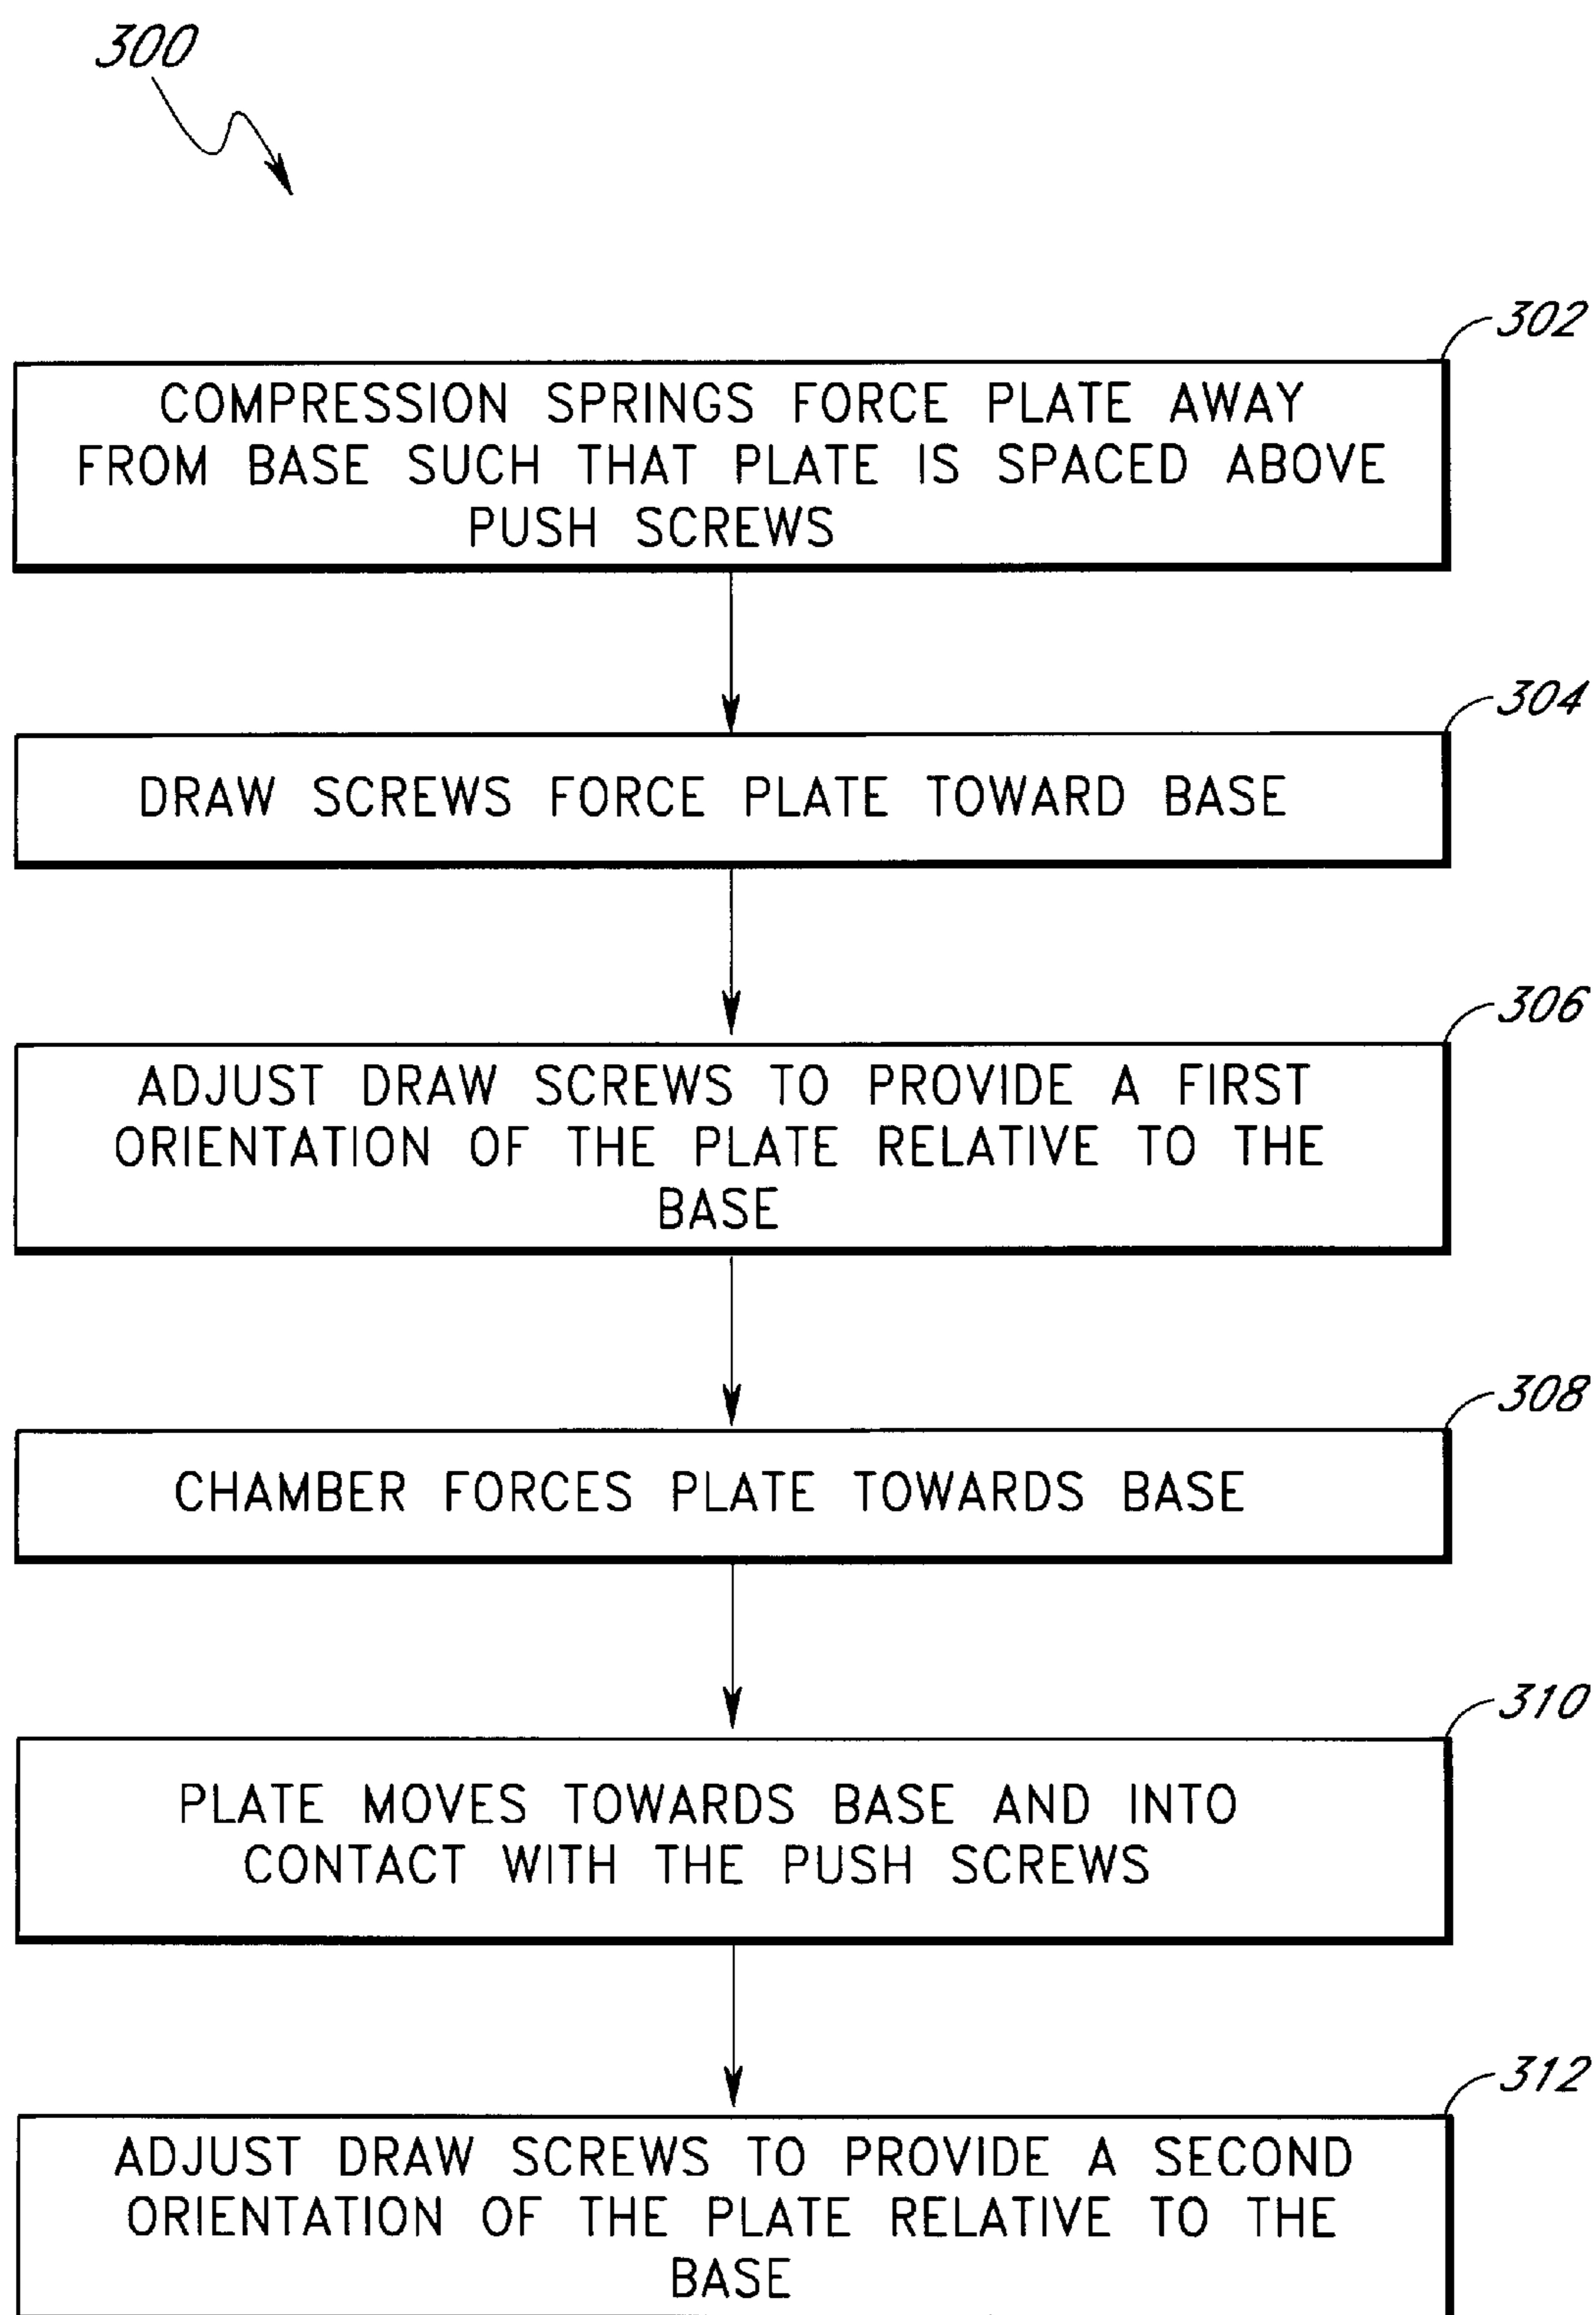 300
302
COMPRESSION SPRINGS FORCE PLATE AWAY
FROM BASE SUCH THAT PLATE IS SPACED ABOVE
PUSH SCREWS
304
DRAW SCREWS FORCE PLATE TOWARD BASE
306
ADJUST DRAW SCREWS TO PROVIDE A FIRST
ORIENTATION OF THE PLATE RELATIVE TO THE
BASE
308
CHAMBER FORCES PLATE TOWARDS BASE
310
PLATE MOVES TOWARDS BASE AND INTO
CONTACT WITH THE PUSH SCREWS
312
ADJUST DRAW SCREWS TO PROVIDE A SECOND
ORIENTATION OF THE PLATE RELATIVE TO THE
BASE